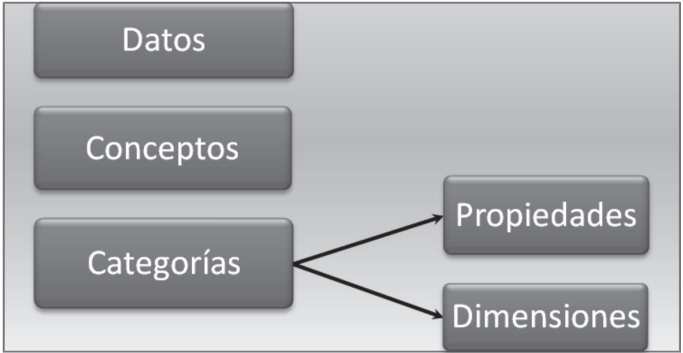 Datos
Conceptos
Categorías
Propiedades
Dimensiones